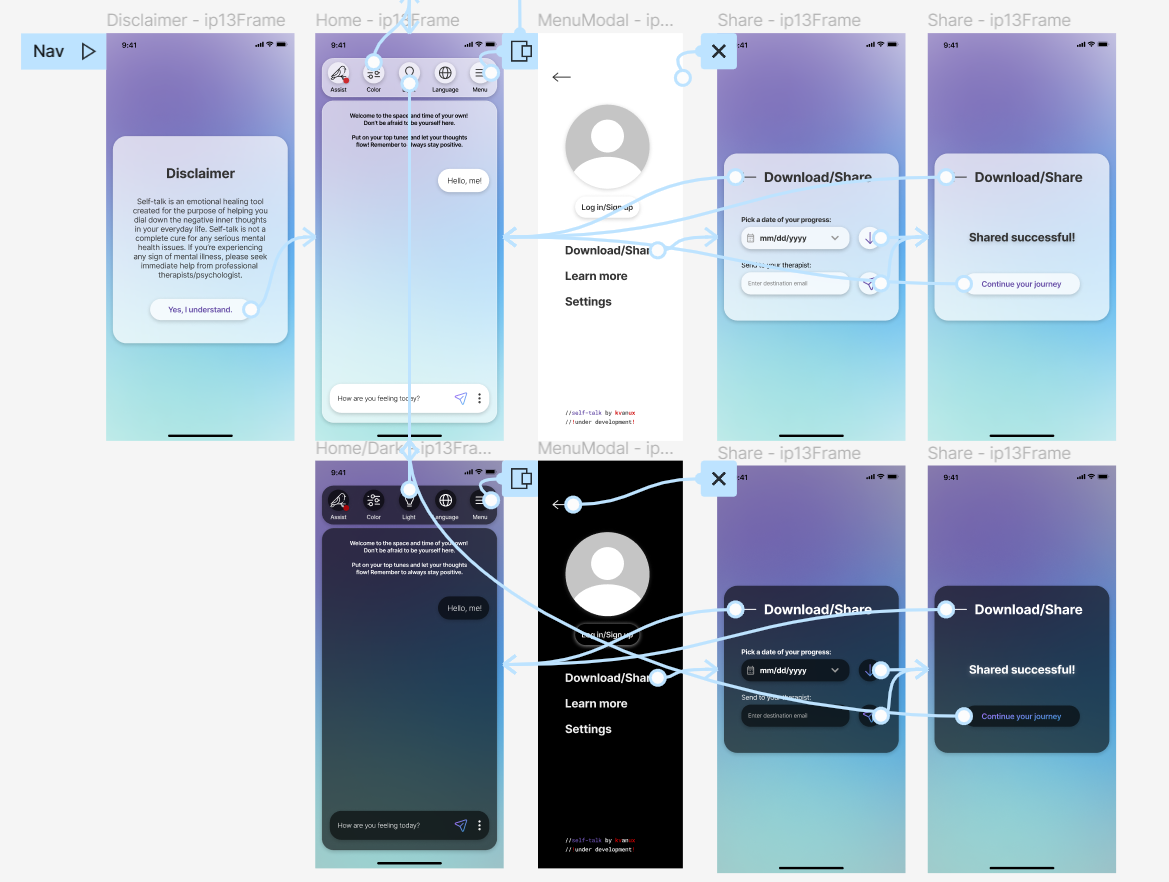 Disclaimer - ip13Frame
Home - ip13Frame
MenuModal - ip...
Share - ip13Frame
Share - ip13Frame
Nav
9:41
Disclaimer
Self-talk is an emotional healing tool
created for the purpose of helping you
dial down the negative inner thoughts
in your everyday life. Self-talk is not a
complete cure for any serious mental
health issues. If you're experiencing
any sign of mental illness, please seek
immediate help from professional
therapists/psychologist.
Yes, I understand.
9:41
Assist
Color
Language
Menu
Welcome to the space and time of your own!
Don't be afraid to be yourself here.
Put on your top tunes and let your thoughts
flow! Remember to always stay positive.
Hello, me!
How are you feeling today?
Log in/Sign up
Download/Shar
Learn more
Settings
//self-talk by kvanux
//!under development!
:41
Download/Share
Pick a date of your progress:
mm/dd/yyyy
Send to your therapist:
Enter destination email
9:41
Download/Share
Shared successful!
Continue your journey
Home/Dark - ip13Fra...
MenuModal - ip...
Share - ip13Frame
Share - ip13Frame
9:41
Assist
Color
Light
Language
Menu
Welcome to the space and time of your own!
Don't be afraid to be yourself here.
Put on your top tunes and let your thoughts
flow! Remember to always stay positive.
Hello, me!
How are you feeling today?
Log in/Sign up
Download/Shar
Learn more
Settings
//self-talk by kvanux
//!under development!
:41
Download/Share
Pick a date of your progress:
mm/dd/yyyy
Send to your therapist:
Enter destination email
9:41
Download/Share
Shared successful!
Continue your journey